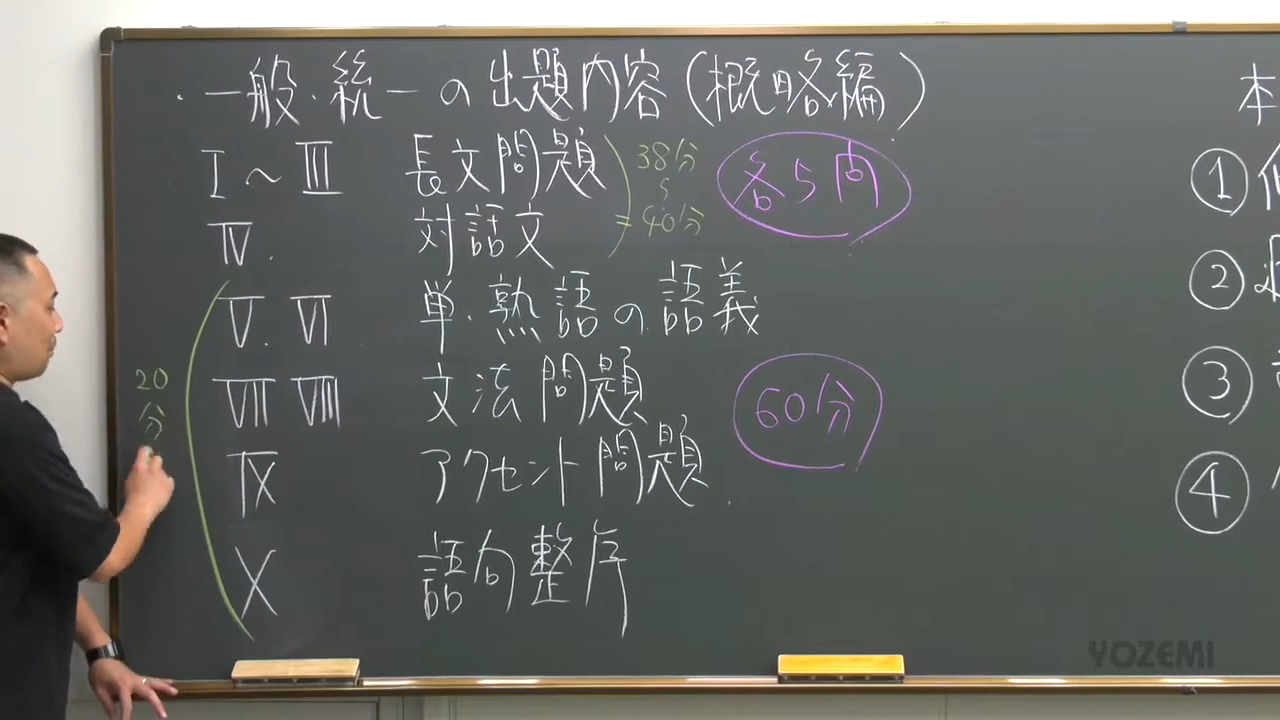 ・一般・統一の出題内容(概略編)
I～III 長文問題
38分
〜
40分
各5問
IV. 対話文
V. VI 単・熟語の語義
VII VIII 文法問題
60分
20分
IX アクセント問題
X 語句整序
本
①
②
③
④
YOZEMI